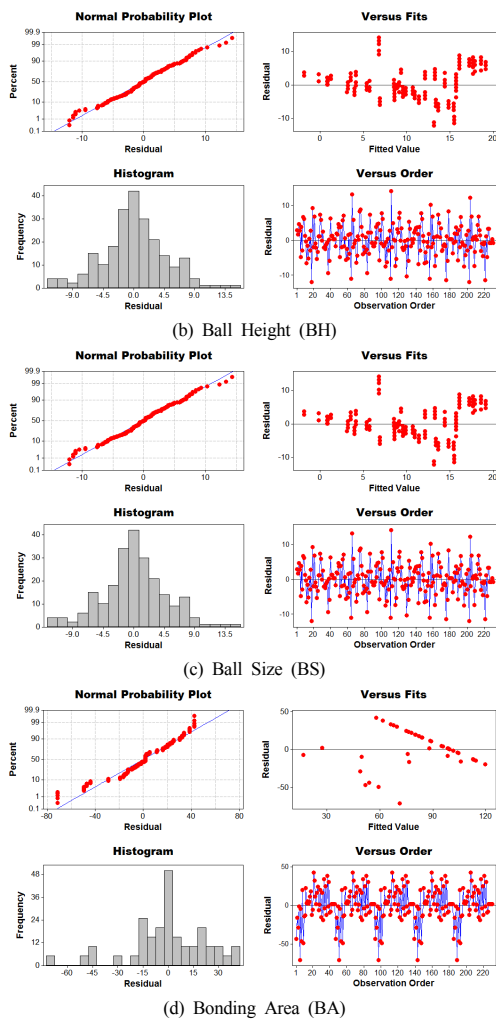 Normal Probability Plot
Versus Fits
99.9
99
90
50
10
1
0.1
Percent
-10
0
10
Residual
10
0
-10
Residual
0
5
10
15
20
Fitted Value
Histogram
Versus Order
40
30
20
10
0
Frequency
-9.0
-4.5
0.0
4.5
9.0
13.5
Residual
10
0
-10
Residual
1 20 40 60 80 100 120 140 160 180 200 220
Observation Order
(b) Ball Height (BH)
Normal Probability Plot
Versus Fits
99.9
99
90
50
10
1
0.1
Percent
-10
0
10
Residual
10
0
-10
Residual
0
5
10
15
20
Fitted Value
Histogram
Versus Order
40
30
20
10
0
Frequency
-9.0
-4.5
0.0
4.5
9.0
13.5
Residual
10
0
-10
Residual
1 20 40 60 80 100 120 140 160 180 200 220
Observation Order
(c) Ball Size (BS)
Normal Probability Plot
Versus Fits
99.9
99
90
50
10
1
0.1
Percent
-80
-40
0
40
80
Residual
50
0
-50
Residual
30
60
90
120
Fitted Value
Histogram
Versus Order
48
36
24
12
0
Frequency
-60
-45
-30
-15
0
15
30
Residual
50
0
-50
Residual
1 20 40 60 80 100 120 140 160 180 200 220
Observation Order
(d) Bonding Area (BA)